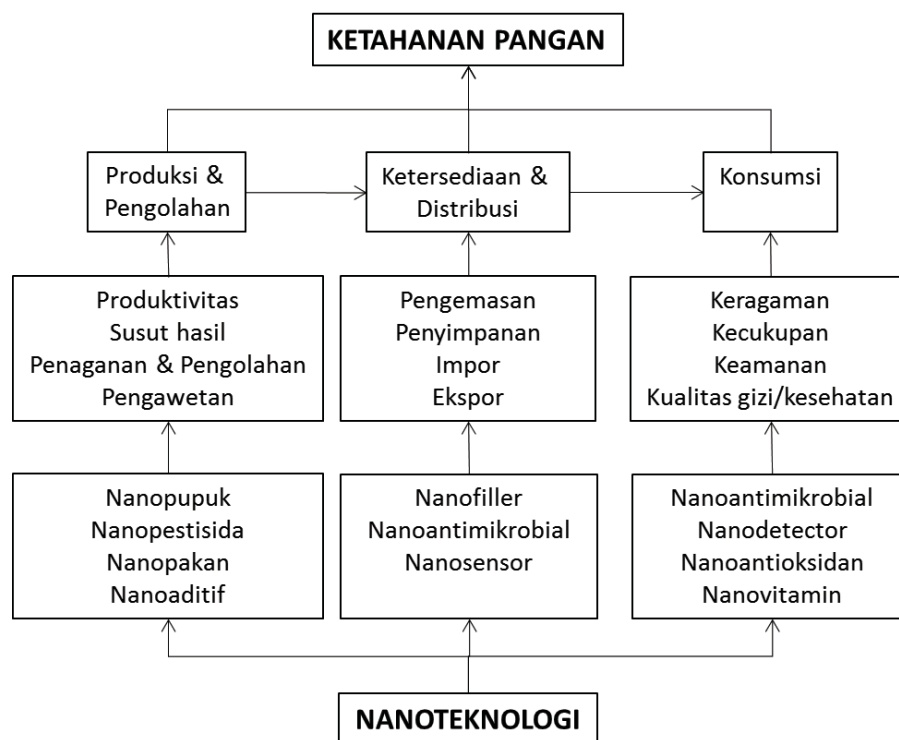 KETAHANAN PANGAN
Produksi &
Pengolahan
Ketersediaan &
Distribusi
Konsumsi
Produktivitas
Susut hasil
Penaganan & Pengolahan
Pengawetan
Pengemasan
Penyimpanan
Impor
Ekspor
Keragaman
Kecukupan
Keamanan
Kualitas gizi/kesehatan
Nanopupuk
Nanopestisida
Nanopakan
Nanoaditif
Nanofiller
Nanoantimikrobial
Nanosensor
Nanoantimikrobial
Nanodetector
Nanoantioksidan
Nanovitamin
NANOTEKNOLOGI